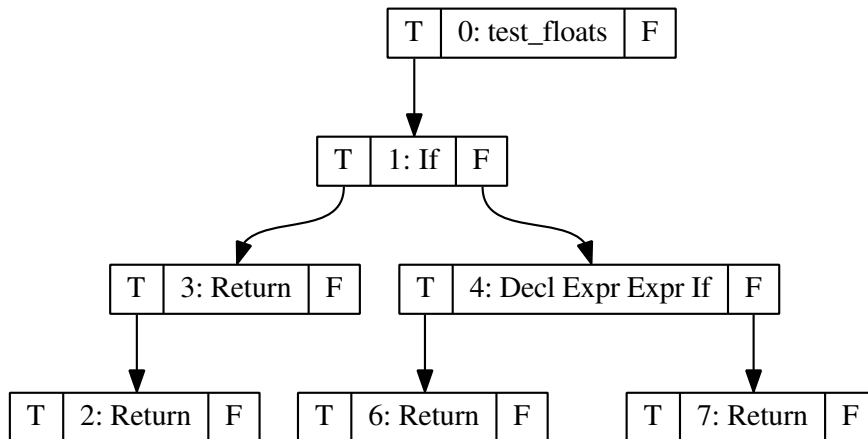 T 0: test_floats F
T 1: If F
T 3: Return F T 4: Decl Expr Expr If F
T 2: Return F T 6: Return F T 7: Return F